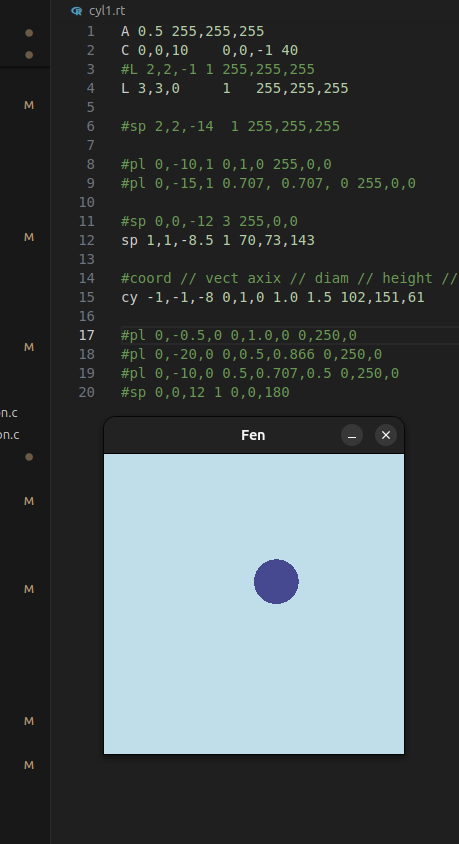 cyl1.rt
1 A 0.5 255,255,255
2 C 0,0,10 0,0,-1 40
3 #L 2,2,-1 1 255,255,255
M
4 L 3,3,0 1 255,255,255
5
6 #sp 2,2,-14 1 255,255,255
7
8 #pl 0,-10,1 0,1,0 255,0,0
9 #pl 0,-15,1 0.707, 0.707, 0 255,0,0
10
11 #sp 0,0,-12 3 255,0,0
M
12 sp 1,1,-8.5 1 70,73,143
13
14 #coord // vect axix // diam // height //
15 cy -1,-1,-8 0,1,0 1.0 1.5 102,151,61
16
17 #pl 0,-0.5,0 0,1.0,0 0,250,0
M
18 #pl 0,-20,0 0,0.5,0.866 0,250,0
19 #pl 0,-10,0 0.5,0.707,0.5 0,250,0
20 #sp 0,0,12 1 0,0,180
n.c
on.c
Fen
M
M
M
M